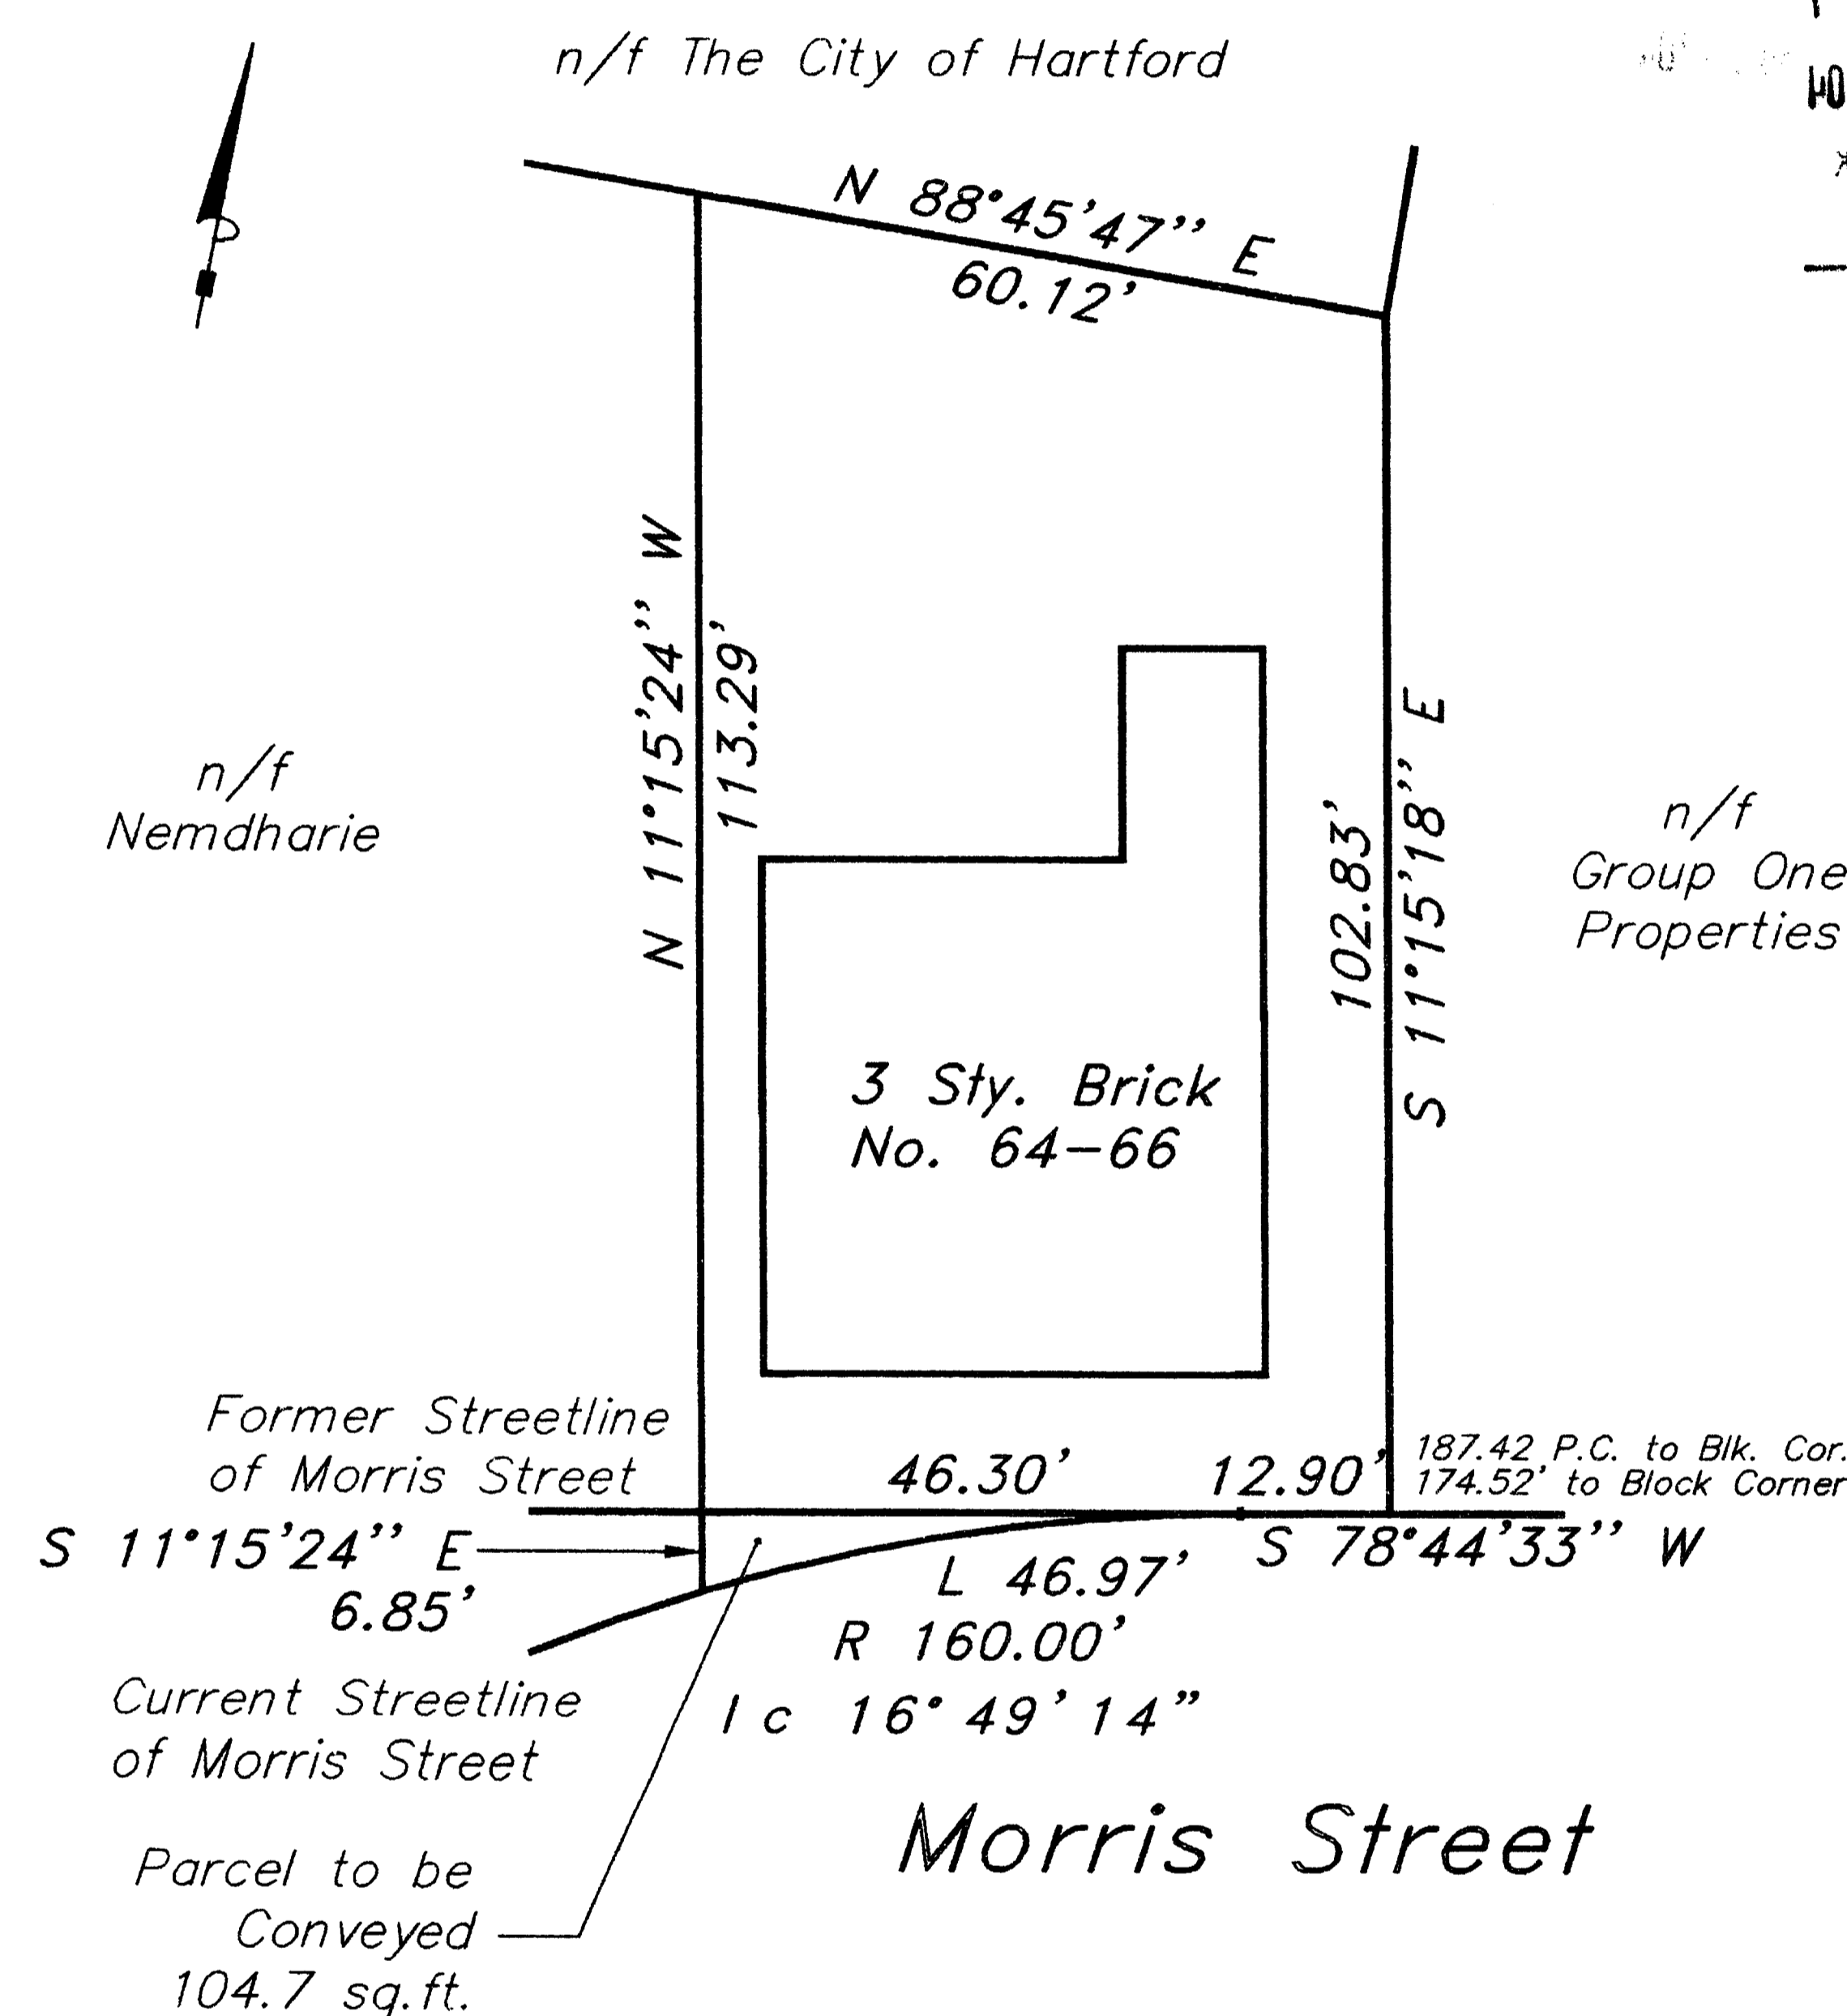 n/f The City of Hartford
N 88°45'47" E
60.12'
N 11°15'24" W
113.29'
n/f
Nemdharie
102.83'
S 11°15'18" E
n/f
Group One
Properties
3 Sty. Brick
No. 64-66
Former Streetline
of Morris Street
46.30'
12.90'
187.42 P.C. to Blk. Cor.
174.52' to Block Corner
S 11°15'24" E
6.85'
S 78°44'33" W
L 46.97'
R 160.00'
I c 16°49'14"
Current Streetline
of Morris Street
Morris Street
Parcel to be
Conveyed
104.7 sq.ft.